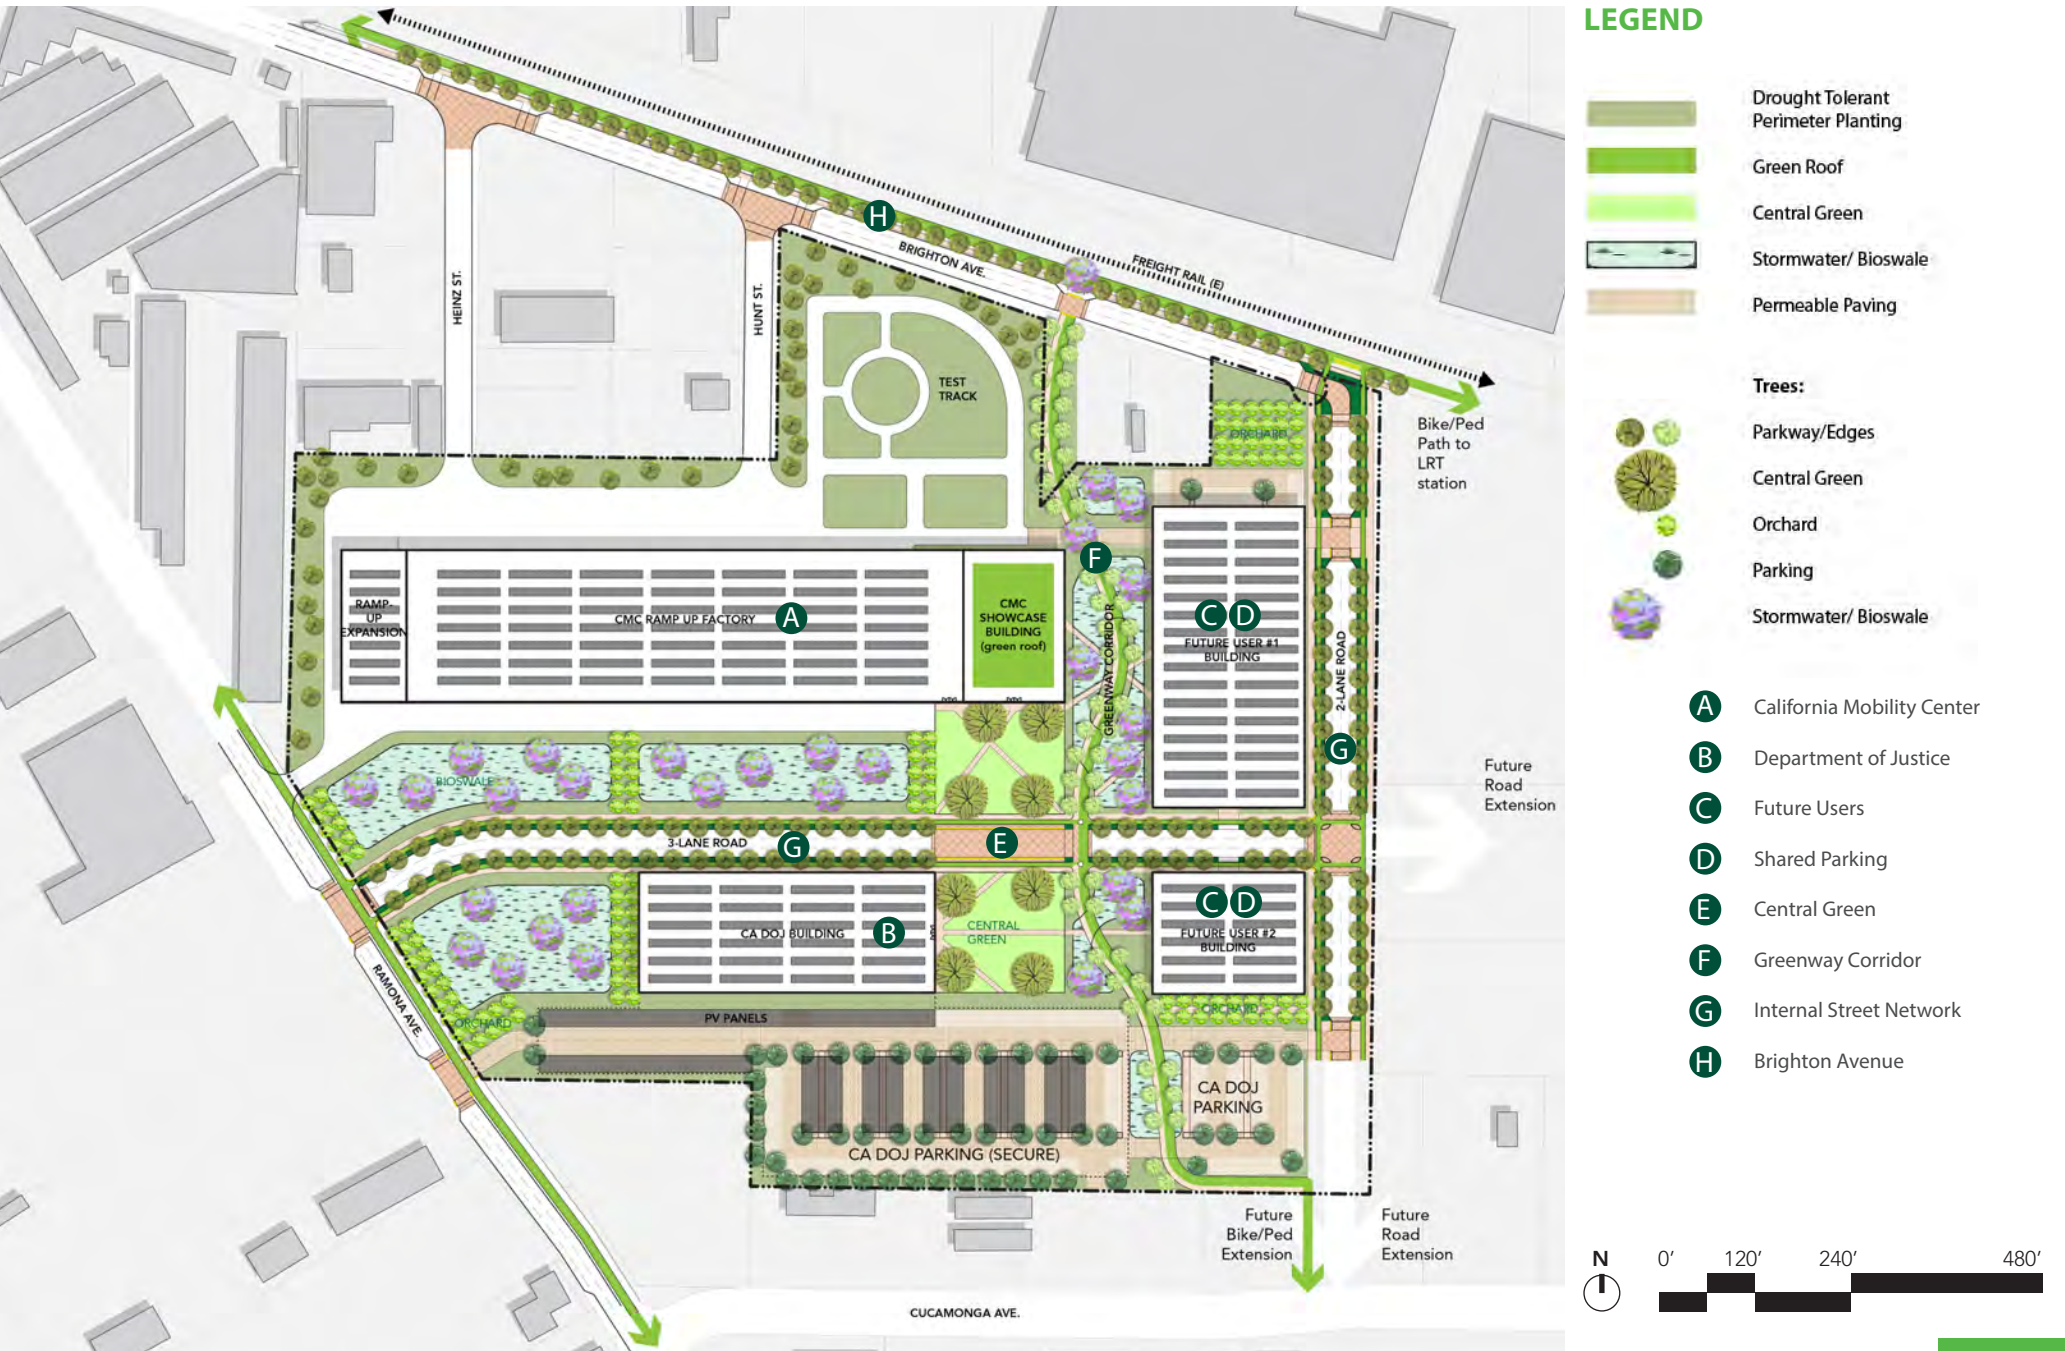 LEGEND
Drought Tolerant
Perimeter Planting
Green Roof
Central Green
Stormwater/ Bioswale
Permeable Paving
Trees:
Parkway/Edges
Central Green
Orchard
Parking
Stormwater/ Bioswale
A California Mobility Center
B Department of Justice
C Future Users
D Shared Parking
E Central Green
F Greenway Corridor
G Internal Street Network
H Brighton Avenue
N
0' 120' 240' 480'
H
BRIGHTON AVE.
FREIGHT RAIL (E)
HEINZ ST.
HUNT ST.
TEST
TRACK
ORCHARD
Bike/Ped
Path to
LRT
station
RAMP-
UP
EXPANSION
CMC RAMP UP FACTORY
A
CMC
SHOWCASE
BUILDING
(green roof)
F
GREENWAY CORRIDOR
C D
FUTURE USER #1
BUILDING
2-LANE ROAD
G
BIOSWALE
Future
Road
Extension
3-LANE ROAD
G
E
CA DOJ BUILDING
B
CENTRAL
GREEN
C D
FUTURE USER #2
BUILDING
RAMONA AVE.
ORCHARD
PV PANELS
ORCHARD
CA DOJ
PARKING
CA DOJ PARKING (SECURE)
Future
Bike/Ped
Extension
Future
Road
Extension
CUCAMONGA AVE.